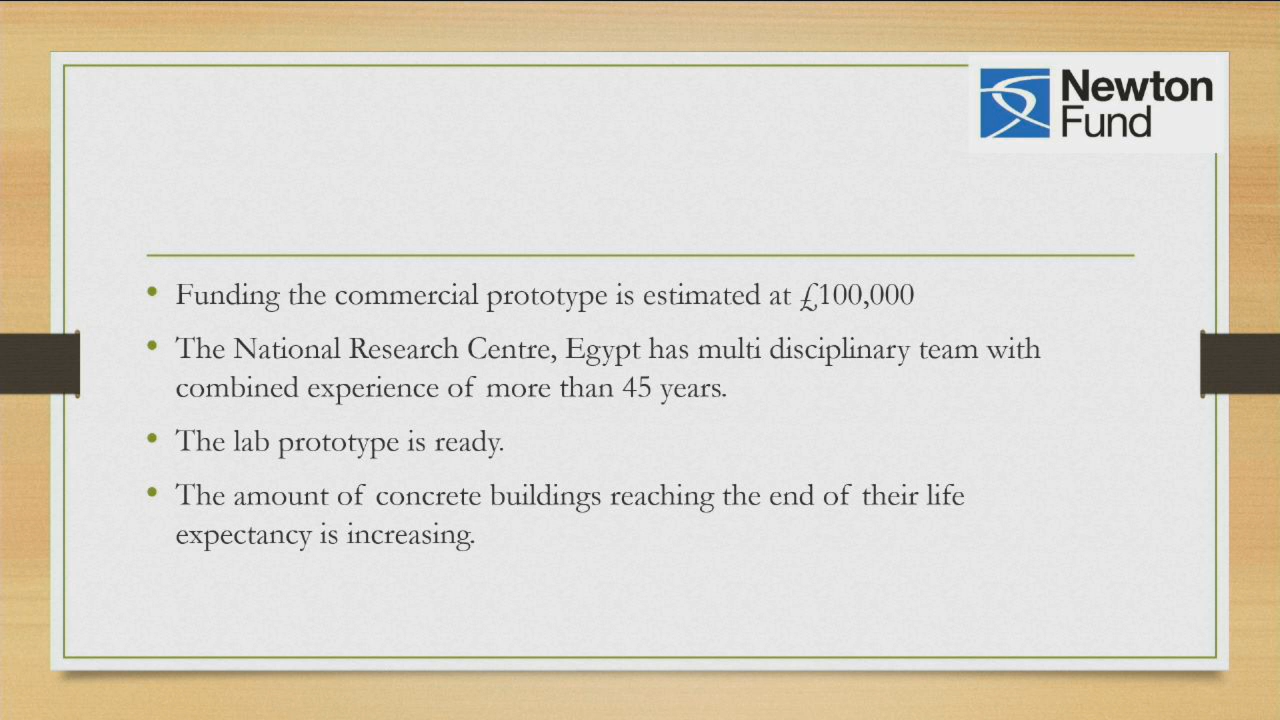 Newton
Fund
• Funding the commercial prototype is estimated at £100,000
• The National Research Centre, Egypt has multi disciplinary team with
combined experience of more than 45 years.
• The lab prototype is ready.
• The amount of concrete buildings reaching the end of their life
expectancy is increasing.